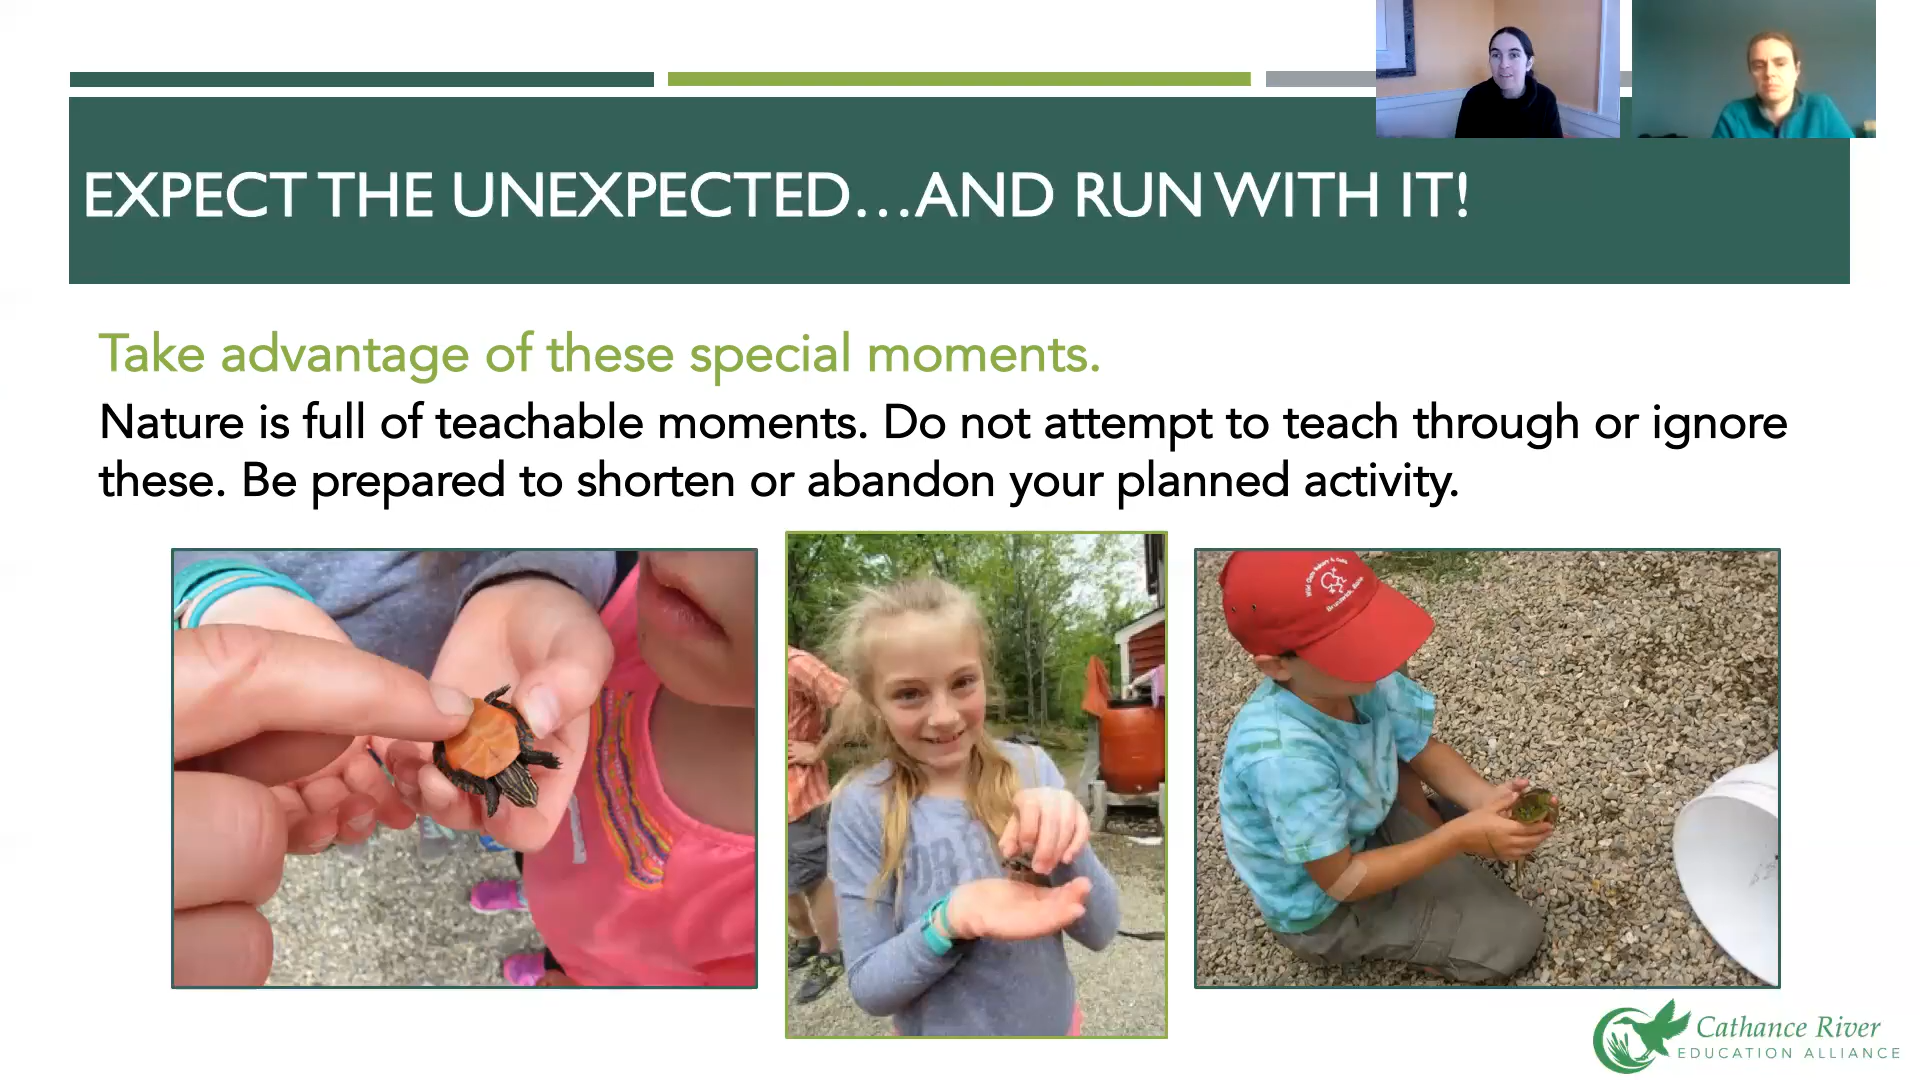 EXPECT THE UNEXPECTED...AND RUN WITH IT!
Take advantage of these special moments.
Nature is full of teachable moments. Do not attempt to teach through or ignore
these. Be prepared to shorten or abandon your planned activity.
Cathance River
EDUCATION ALLIANCE